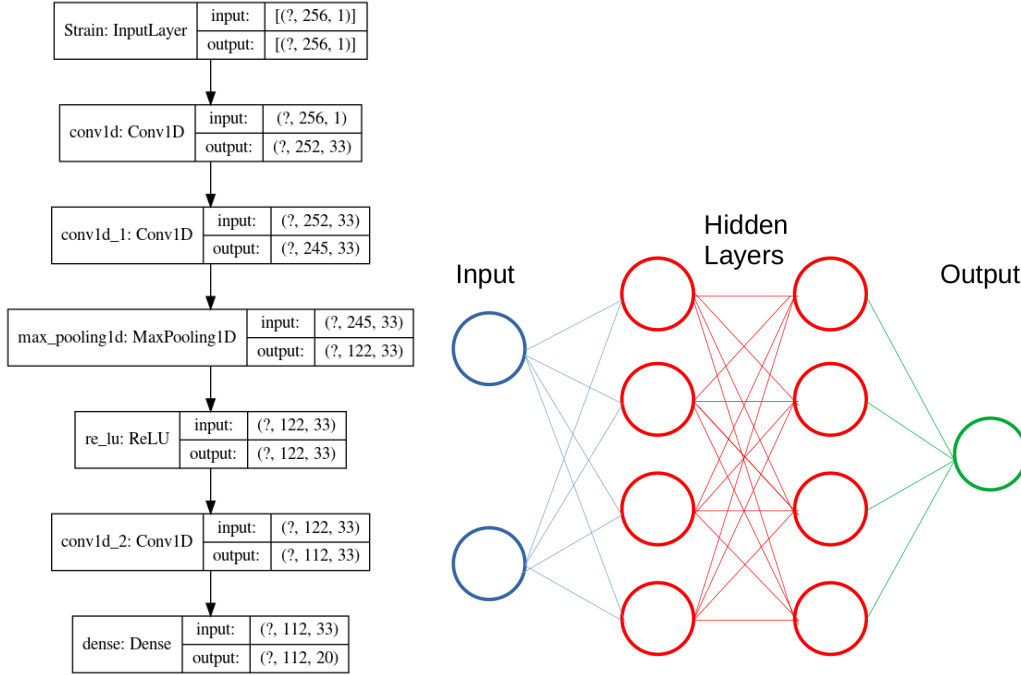 Strain: InputLayer
input: [(?, 256, 1)]
output: [(?, 256, 1)]
conv1d: Conv1D
input: (?, 256, 1)
output: (?, 252, 33)
conv1d_1: Conv1D
input: (?, 252, 33)
output: (?, 245, 33)
max_pooling1d: MaxPooling1D
input: (?, 245, 33)
output: (?, 122, 33)
re_lu: ReLU
input: (?, 122, 33)
output: (?, 122, 33)
conv1d_2: Conv1D
input: (?, 122, 33)
output: (?, 112, 33)
dense: Dense
input: (?, 112, 33)
output: (?, 112, 20)
Input
Hidden
Layers
Output